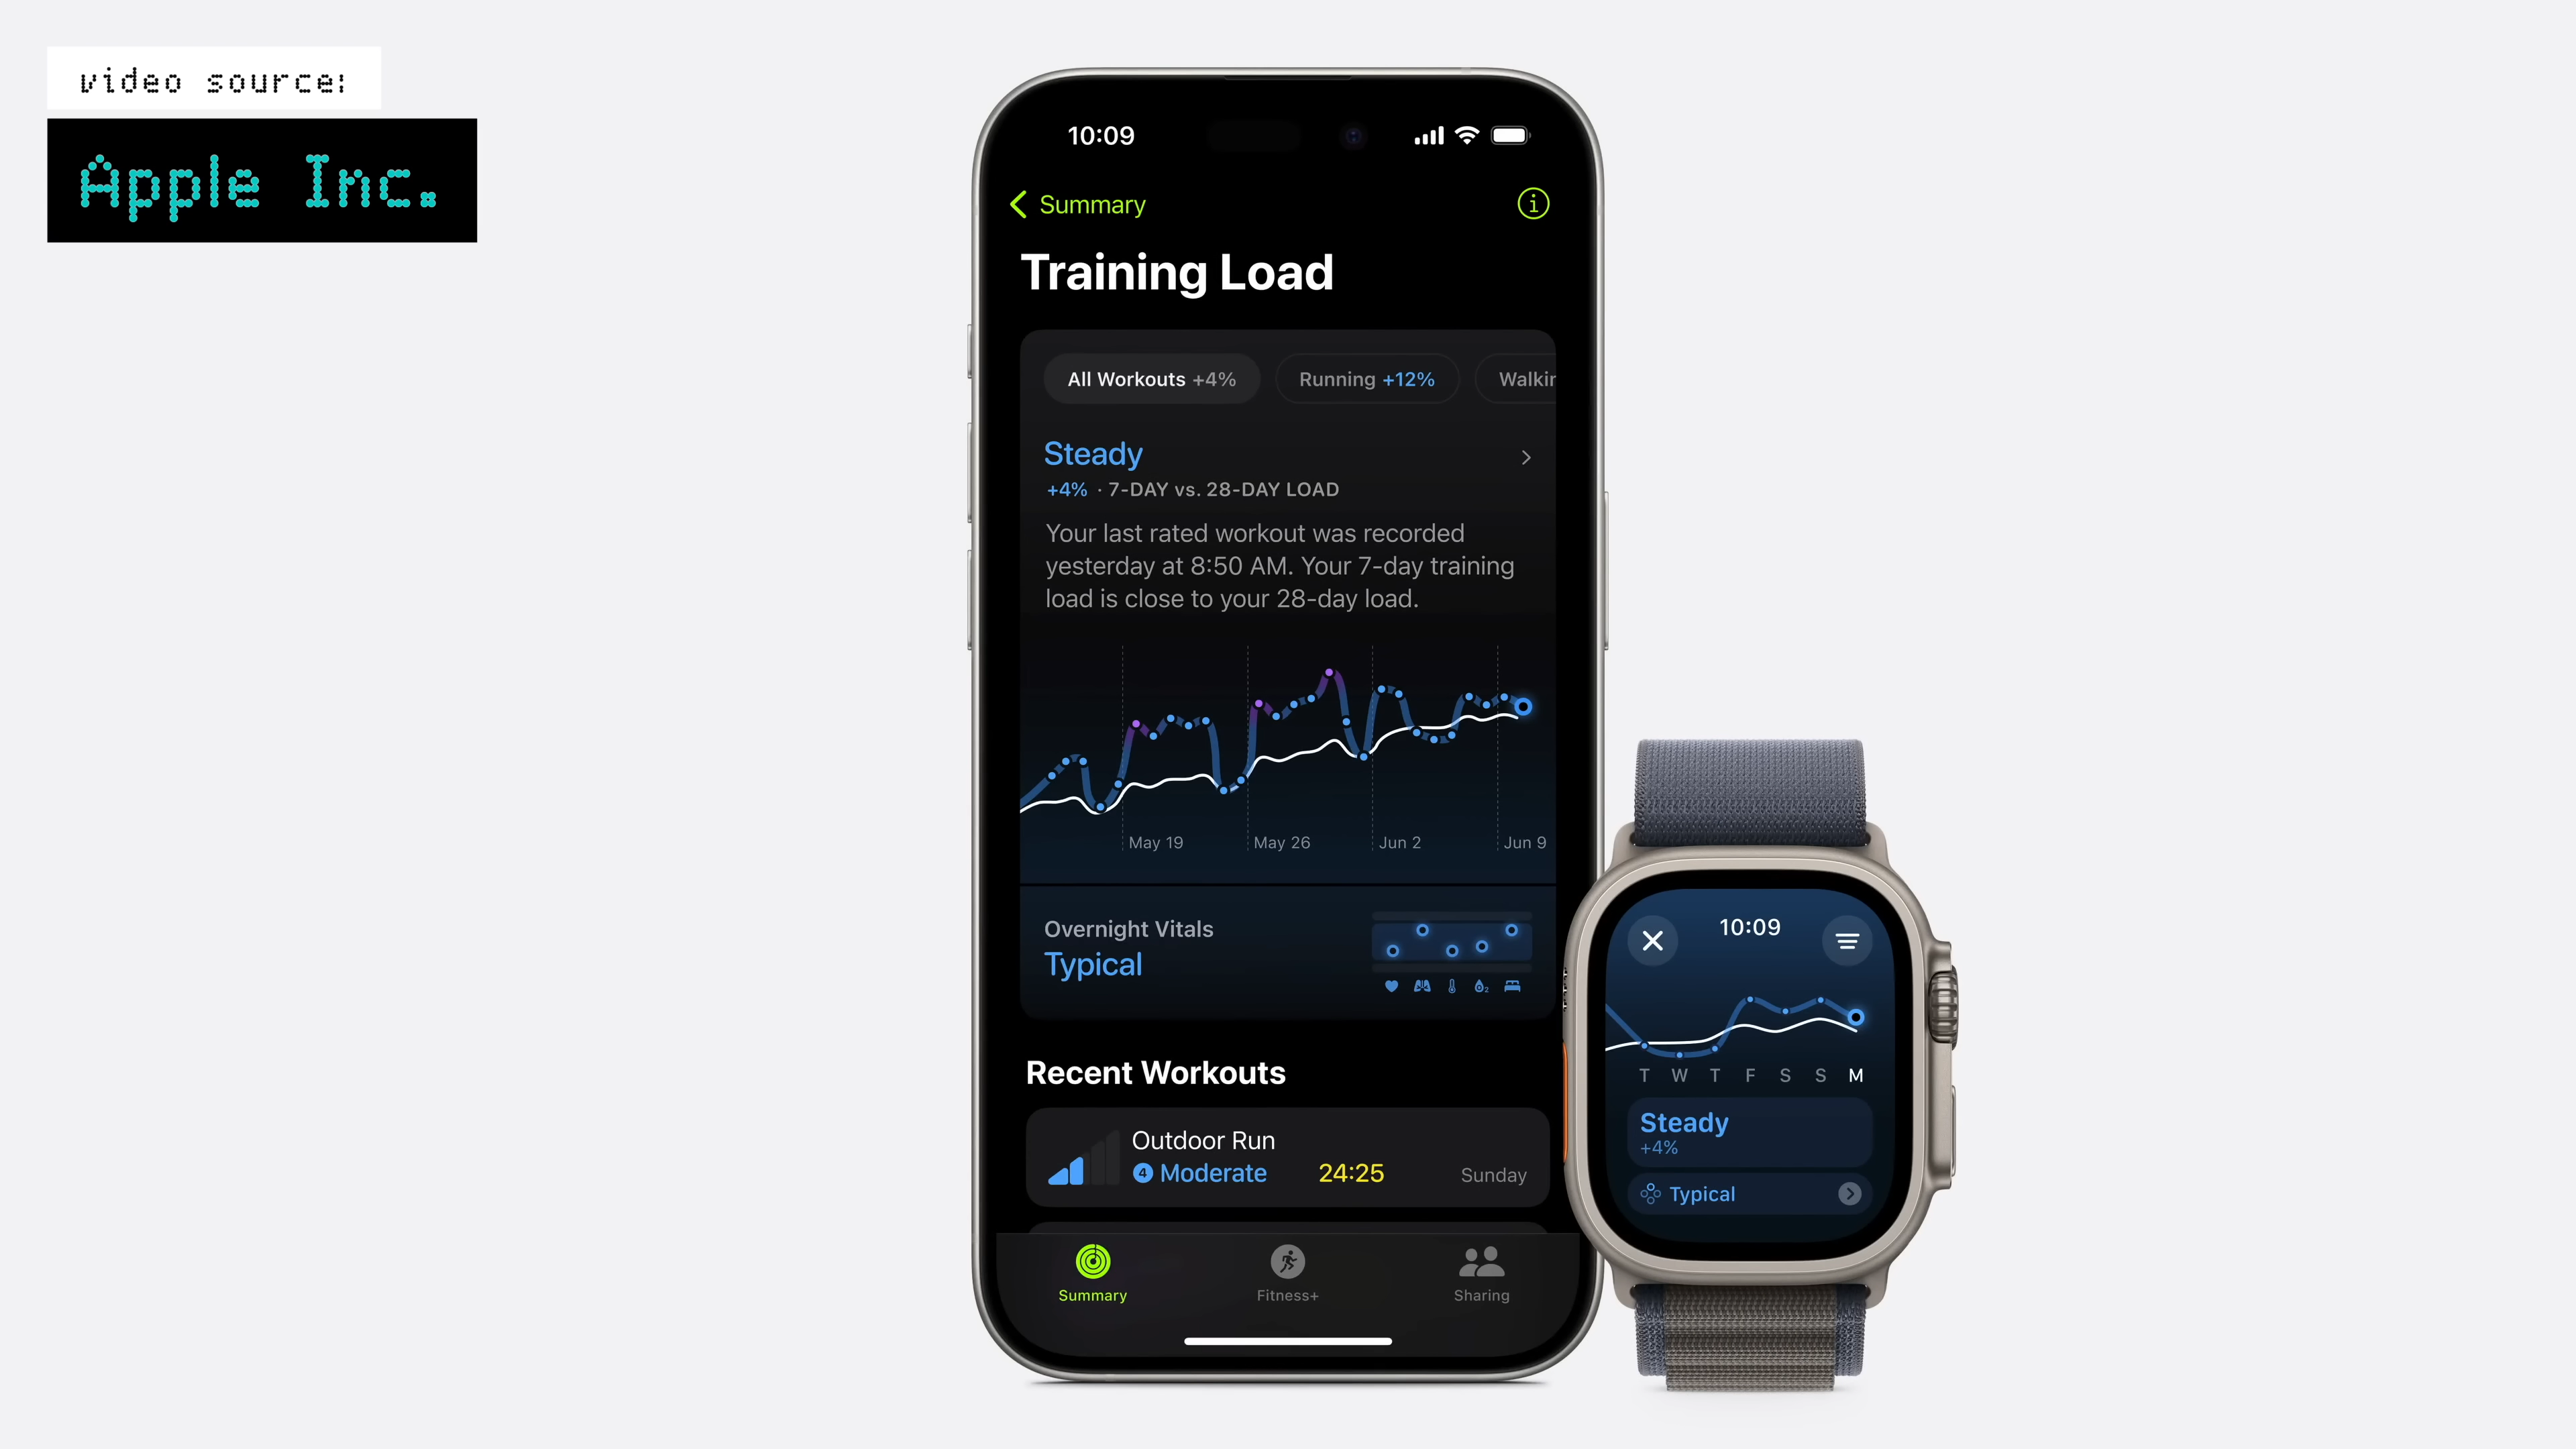 video source:
Apple Inc.
10:09
Summary
Training Load
All Workouts +4%
Running +12%
Walkin
Steady
+4% · 7-DAY vs. 28-DAY LOAD
Your last rated workout was recorded
yesterday at 8:50 AM. Your 7-day training
load is close to your 28-day load.
May 19
May 26
Jun 2
Jun 9
Overnight Vitals
Typical
Recent Workouts
Outdoor Run
4 Moderate
24:25
Sunday
Summary
Fitness+
Sharing
10:09
T W T F S S M
Steady
+4%
Typical